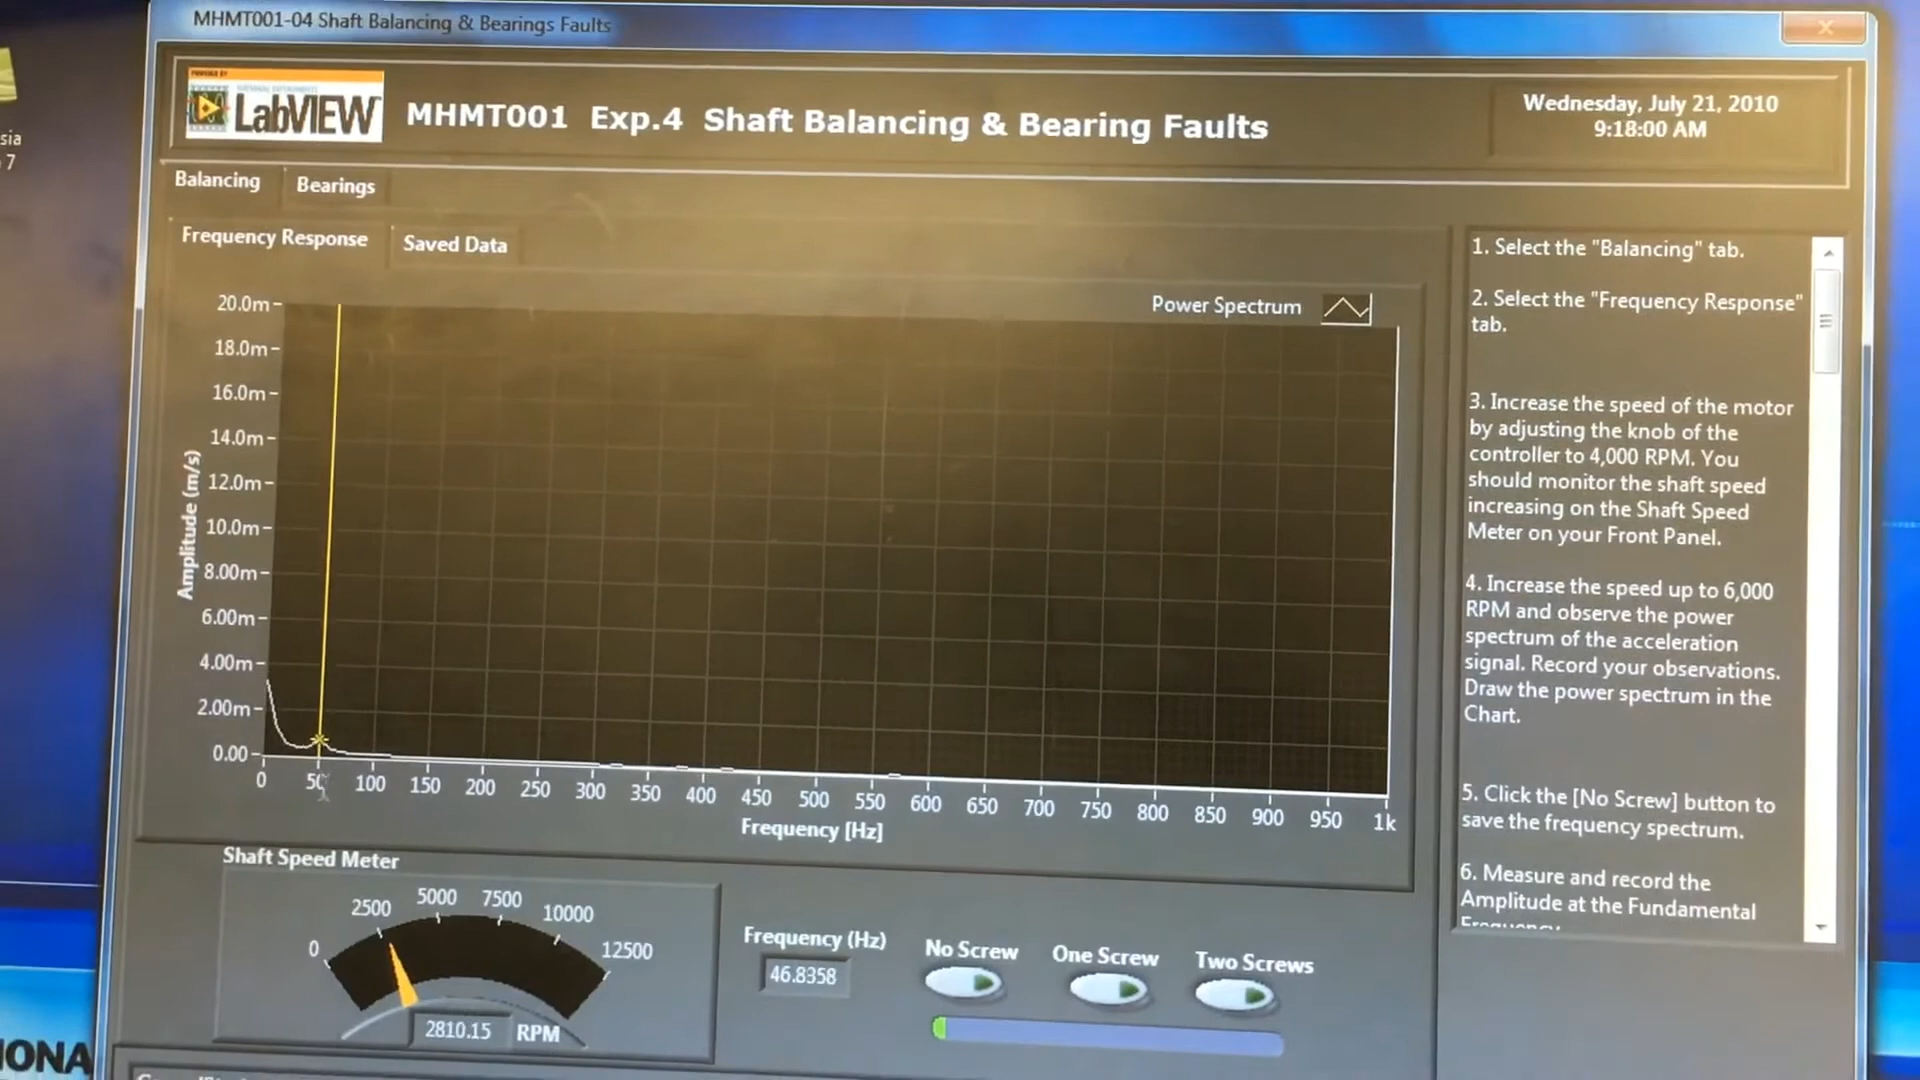 MHMT001-04 Shaft Balancing & Bearings Faults
POWERED BY
LabVIEW
MHMT001 Exp.4 Shaft Balancing & Bearing Faults
Wednesday, July 21, 2010
9:18:00 AM
sia
7
Balancing
Bearings
Frequency Response
Saved Data
Power Spectrum
20.0m
18.0m
16.0m
14.0m
12.0m
10.0m
8.00m
6.00m
4.00m
2.00m
0.00
Amplitude (m/s)
0 50 100 150 200 250 300 350 400 450 500 550 600 650 700 750 800 850 900 950 1k
Frequency [Hz]
1. Select the "Balancing" tab.
2. Select the "Frequency Response"
tab.
3. Increase the speed of the motor
by adjusting the knob of the
controller to 4,000 RPM. You
should monitor the shaft speed
increasing on the Shaft Speed
Meter on your Front Panel.
4. Increase the speed up to 6,000
RPM and observe the power
spectrum of the acceleration
signal. Record your observations.
Draw the power spectrum in the
Chart.
5. Click the [No Screw] button to
save the frequency spectrum.
6. Measure and record the
Amplitude at the Fundamental
Frequency.
Shaft Speed Meter
0 2500 5000 7500 10000 12500
2810.15 RPM
Frequency (Hz)
46.8358
No Screw
One Screw
Two Screws
IONA